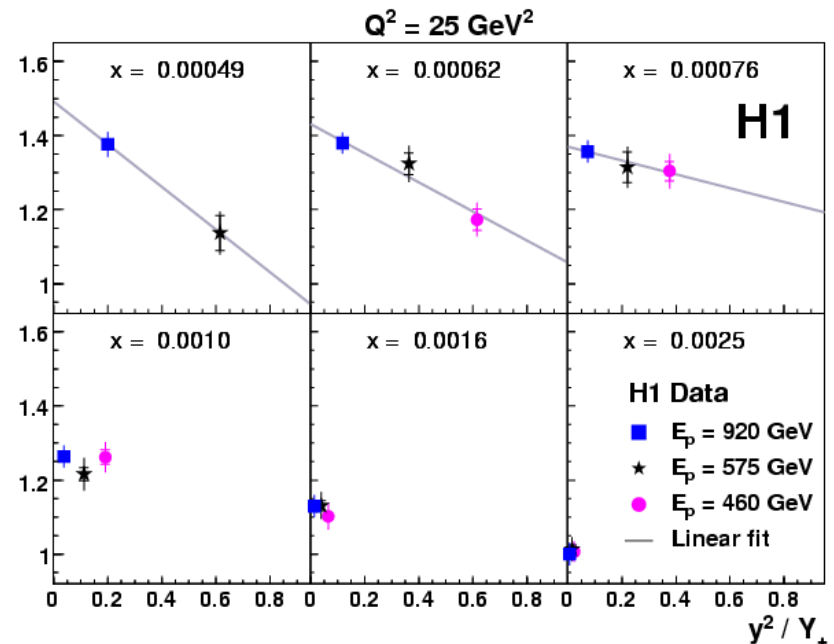 Q² = 25 GeV²
x = 0.00049
x = 0.00062
x = 0.00076
H1
1.6
1.4
1.2
1
x = 0.0010
x = 0.0016
x = 0.0025
1.6
1.4
1.2
1
H1 Data
E_p = 920 GeV
E_p = 575 GeV
E_p = 460 GeV
Linear fit
0 0.2 0.4 0.6 0.8 0 0.2 0.4 0.6 0.8 0 0.2 0.4 0.6 0.8
y² / Y₊